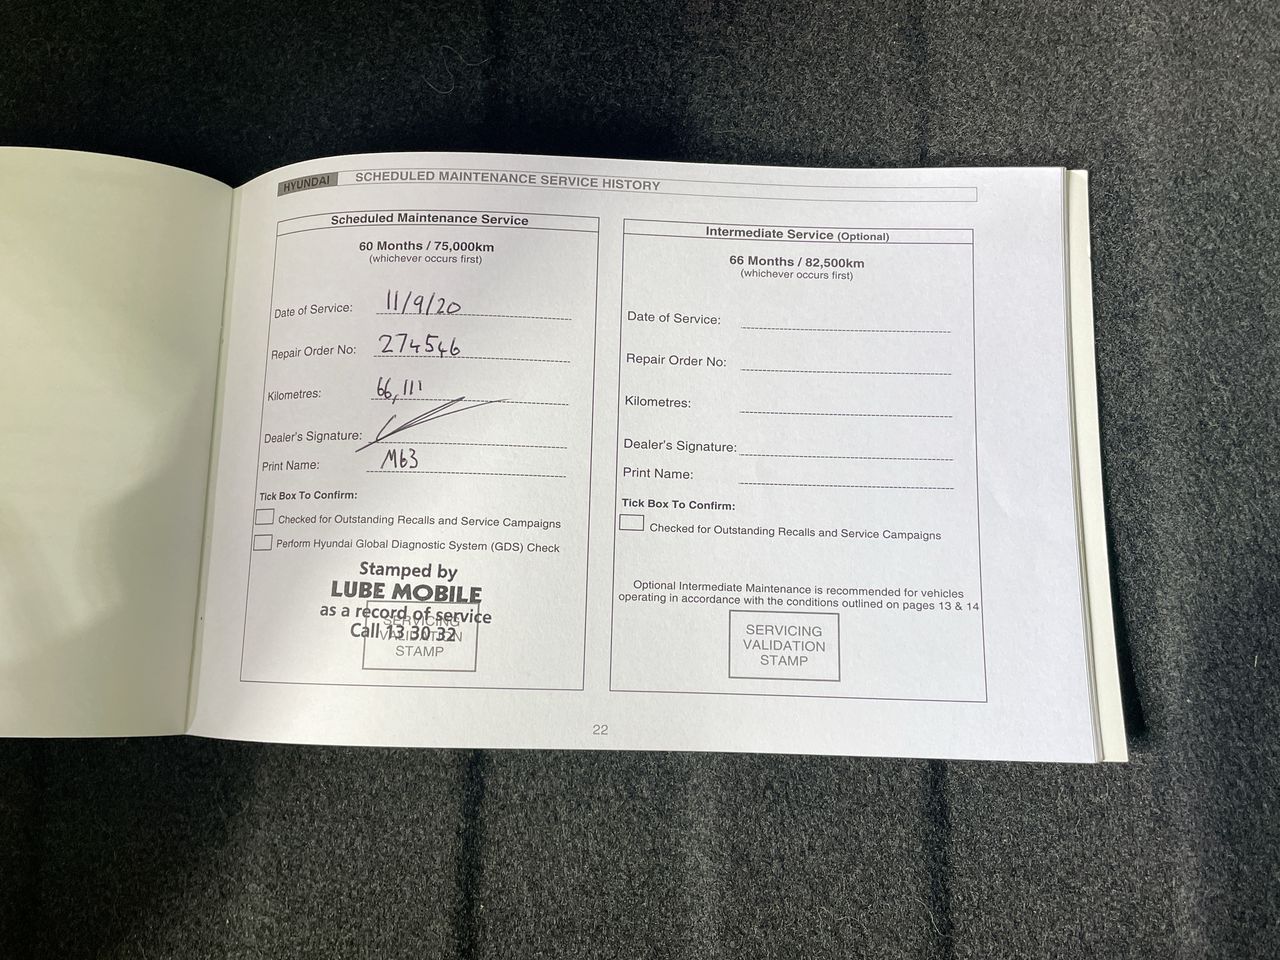 HYUNDAI SCHEDULED MAINTENANCE SERVICE HISTORY
Scheduled Maintenance Service
60 Months / 75,000km
(whichever occurs first)
Date of Service: 11/9/20
Repair Order No: 274546
Kilometres: 66,111
Dealer's Signature:
Print Name: M63
Tick Box To Confirm:
Checked for Outstanding Recalls and Service Campaigns
Perform Hyundai Global Diagnostic System (GDS) Check
Stamped by
LUBE MOBILE
as a record of service
Call 13 30 32
SERVICING
VALIDATION
STAMP
Intermediate Service (Optional)
66 Months / 82,500km
(whichever occurs first)
Date of Service:
Repair Order No:
Kilometres:
Dealer's Signature:
Print Name:
Tick Box To Confirm:
Checked for Outstanding Recalls and Service Campaigns
Optional Intermediate Maintenance is recommended for vehicles
operating in accordance with the conditions outlined on pages 13 & 14
SERVICING
VALIDATION
STAMP
22